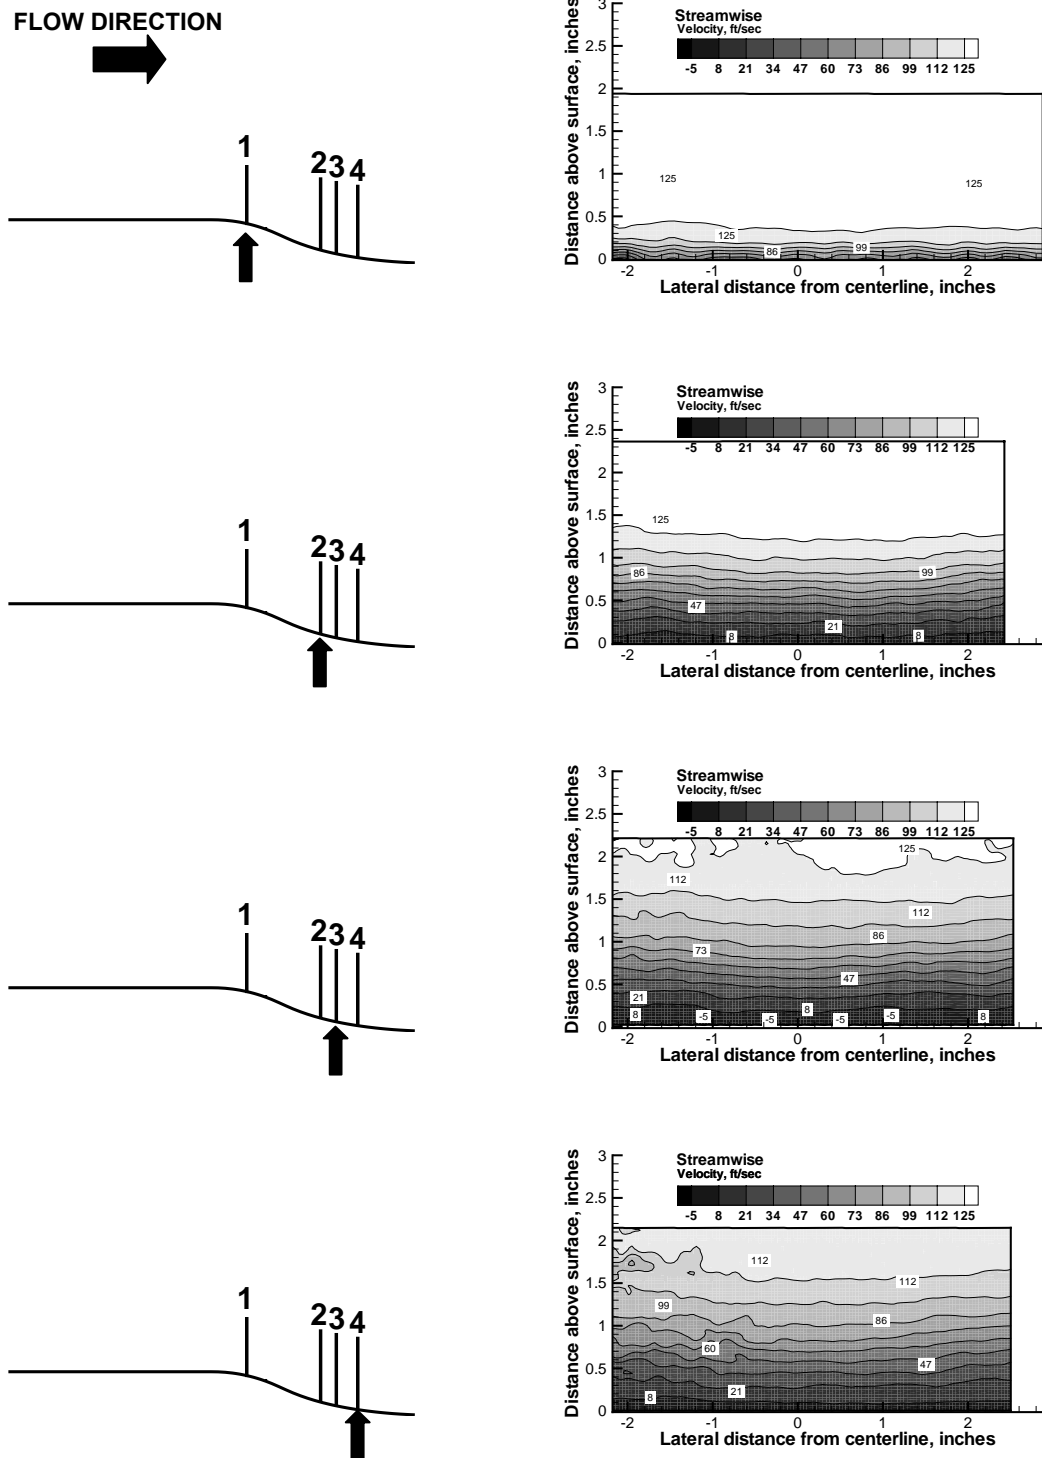 FLOW DIRECTION
1
2 3 4
3
2.5
2
1.5
1
0.5
0
Distance above surface, inches
Streamwise
Velocity, ft/sec
-5 8 21 34 47 60 73 86 99 112 125
125 125
125
86 99
-2 -1 0 1 2
Lateral distance from centerline, inches
1
2 3 4
3
2.5
2
1.5
1
0.5
0
Distance above surface, inches
Streamwise
Velocity, ft/sec
-5 8 21 34 47 60 73 86 99 112 125
125
86 99
47
21
8 8
-2 -1 0 1 2
Lateral distance from centerline, inches
1
2 3 4
3
2.5
2
1.5
1
0.5
0
Distance above surface, inches
Streamwise
Velocity, ft/sec
-5 8 21 34 47 60 73 86 99 112 125
125
112
112
86
73
47
21
8 -5 -5 8 -5 -5 8
-2 -1 0 1 2
Lateral distance from centerline, inches
1
2 3 4
3
2.5
2
1.5
1
0.5
0
Distance above surface, inches
Streamwise
Velocity, ft/sec
-5 8 21 34 47 60 73 86 99 112 125
112
112
99
86
60
47
21
8
-2 -1 0 1 2
Lateral distance from centerline, inches